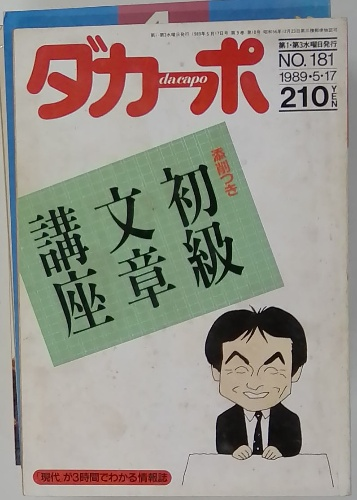 第1・第3水曜日発行
ダカーポ
dacapo
NO. 181
1989・5・17
210 YEN
添削つき
初級
文章
講座
「現代」が3時間でわかる情報誌